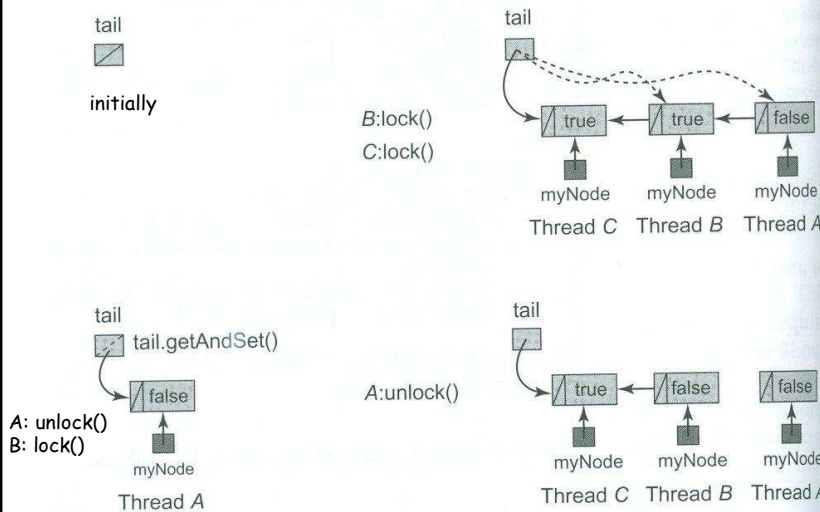 tail
initially
tail
B:lock()
C:lock()
true
true
false
myNode
myNode
myNode
Thread C
Thread B
Thread A
tail
tail.getAndSet()
false
A: unlock()
B: lock()
myNode
Thread A
tail
A:unlock()
true
false
false
myNode
myNode
myNode
Thread C
Thread B
Thread A